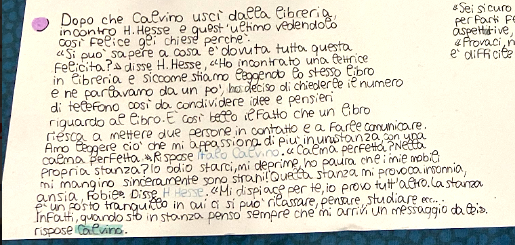 Dopo che Calvino uscì dalla libreria,
incontrò H. Hesse e quest'ultimo vedendolo
così felice gli chiese perché:
«Si può sapere a cosa è dovuta tutta questa
felicità?» disse H. Hesse, «Ho incontrato una lettrice
in libreria e siccome stiamo leggendo lo stesso libro
e ne parlavamo da un po', ho deciso di chiederle il numero
di telefono così da condividere idee e pensieri
riguardo al libro. È così bello il fatto che un libro
riesca a mettere due persone in contatto e a farle comunicare.
Amo leggere ciò che mi appassiona di più in una stanza con una
calma perfetta.» Rispose Italo Calvino. «Calma perfetta? Nella
propria stanza? Io odio starci, mi deprime, ho paura che i miei mobili
mi mangino sinceramente sono strani! Quella stanza mi provoca insonnia,
ansia, fobie». Disse H Hesse. «Mi dispiace per te, io provo tutt'altro. La stanza
è un posto tranquillo in cui ci si può rilassare, pensare, studiare ecc...
Infatti, quando sto in stanza penso sempre che mi arrivi un messaggio da
rispose Calvino.
«Sei sicuro
per farti f
aspettative,
«Provaci, n
è difficile